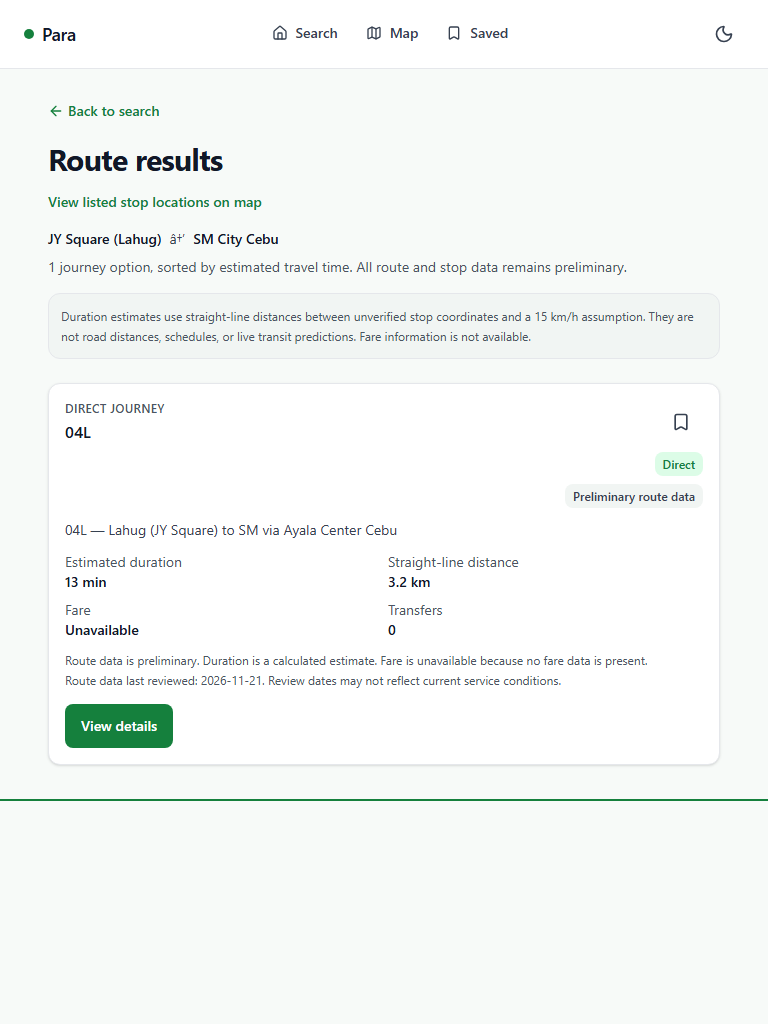 Para
Search
Map
Saved
← Back to search
Route results
View listed stop locations on map
JY Square (Lahug) â†’ SM City Cebu
1 journey option, sorted by estimated travel time. All route and stop data remains preliminary.
Duration estimates use straight-line distances between unverified stop coordinates and a 15 km/h assumption. They are
not road distances, schedules, or live transit predictions. Fare information is not available.
DIRECT JOURNEY
04L
Direct
Preliminary route data
04L — Lahug (JY Square) to SM via Ayala Center Cebu
Estimated duration
13 min
Straight-line distance
3.2 km
Fare
Unavailable
Transfers
0
Route data is preliminary. Duration is a calculated estimate. Fare is unavailable because no fare data is present.
Route data last reviewed: 2026-11-21. Review dates may not reflect current service conditions.
View details